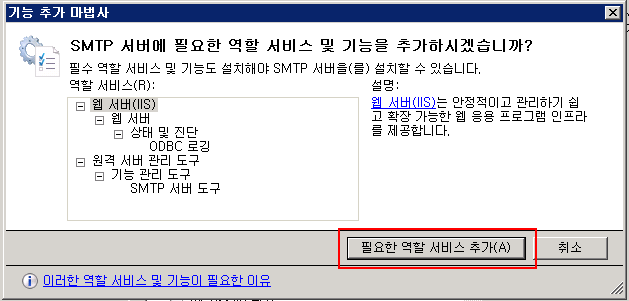 기능 추가 마법사
SMTP 서버에 필요한 역할 서비스 및 기능을 추가하시겠습니까?
필수 역할 서비스 및 기능도 설치해야 SMTP 서버을(를) 설치할 수 있습니다.
역할 서비스(R):
웹 서버(IIS)
웹 서버
상태 및 진단
ODBC 로깅
원격 서버 관리 도구
기능 관리 도구
SMTP 서버 도구
설명:
웹 서버(IIS)는 안정적이고 관리하기 쉽
고 확장 가능한 웹 응용 프로그램 인프라
를 제공합니다.
필요한 역할 서비스 추가(A)
취소
이러한 역할 서비스 및 기능이 필요한 이유